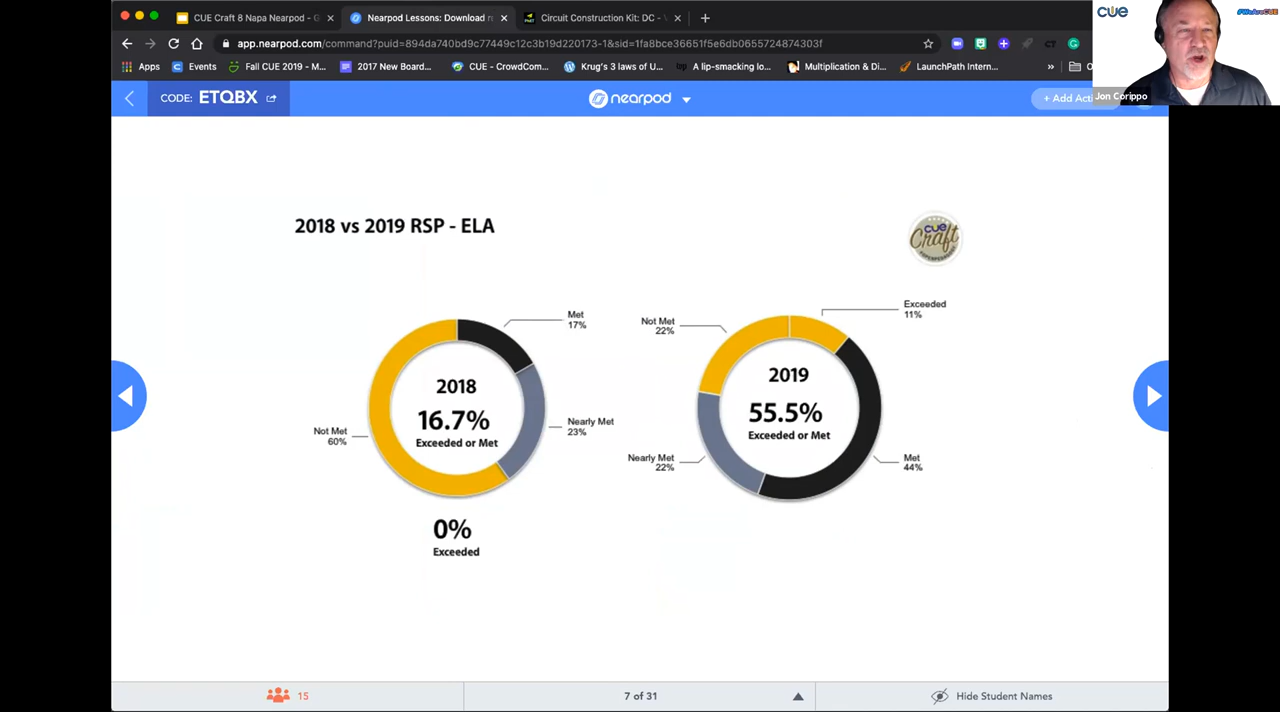 CUE Craft 8 Napa Nearpod - G
Nearpod Lessons: Download r
Circuit Construction Kit: DC -
app.nearpod.com/command?puid=894da740bd9c77449c12c3b19d220173-1&sid=1fa8bce36651f5e6db0655724874303f
Apps
Events
Fall CUE 2019 - M...
2017 New Board...
CUE - CrowdCom...
Krug's 3 laws of U...
A lip-smacking lo...
Multiplication & Di...
LaunchPath Intern...
»
CUE
#WeAreCUE
Jon Corippo
CODE: ETQBX
nearpod
+ Add Acti
2018 vs 2019 RSP - ELA
CUE
Craft
Met
17%
Nearly Met
23%
Not Met
60%
2018
16.7%
Exceeded or Met
0%
Exceeded
Exceeded
11%
Not Met
22%
Nearly Met
22%
Met
44%
2019
55.5%
Exceeded or Met
15
7 of 31
Hide Student Names